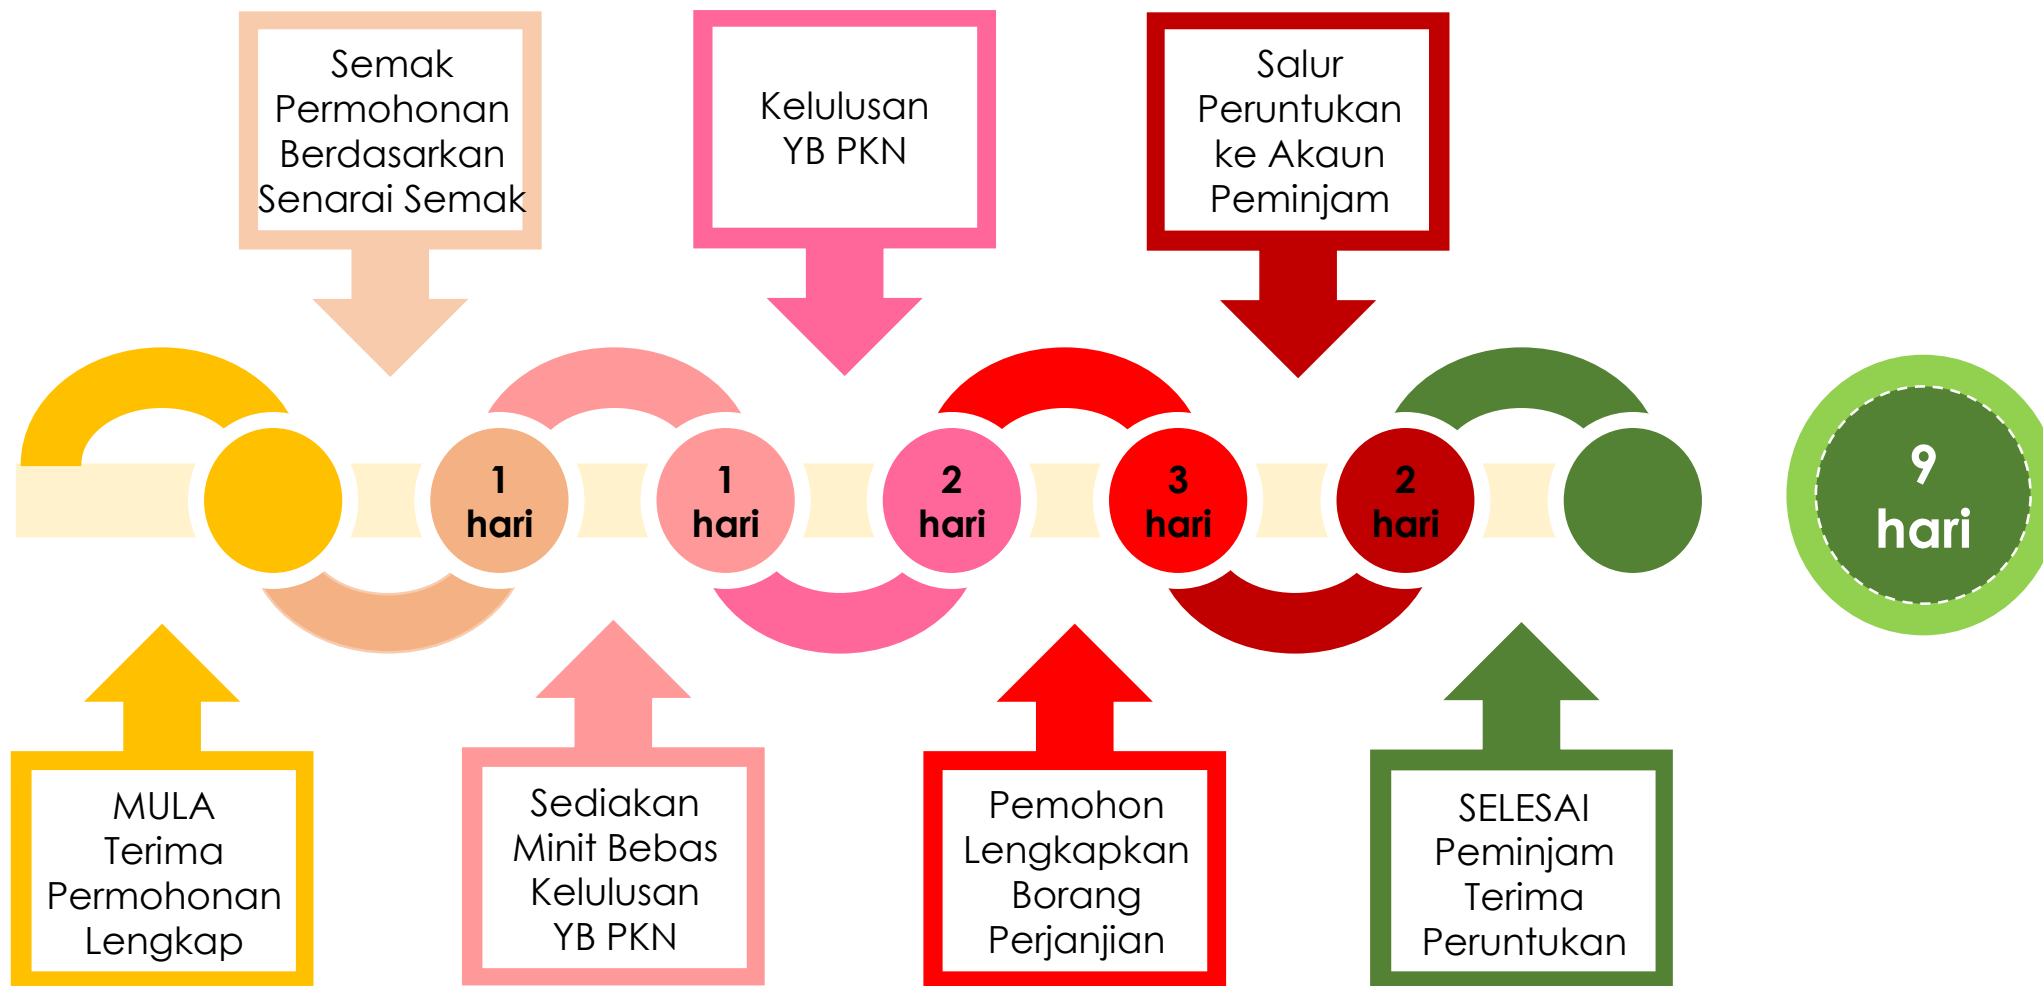 Semak
Permohonan
Berdasarkan
Senarai Semak
Kelulusan
YB PKN
Salur
Peruntukan
ke Akaun
Peminjam
1
hari
1
hari
2
hari
3
hari
2
hari
9
hari
MULA
Terima
Permohonan
Lengkap
Sediakan
Minit Bebas
Kelulusan
YB PKN
Pemohon
Lengkapkan
Borang
Perjanjian
SELESAI
Peminjam
Terima
Peruntukan